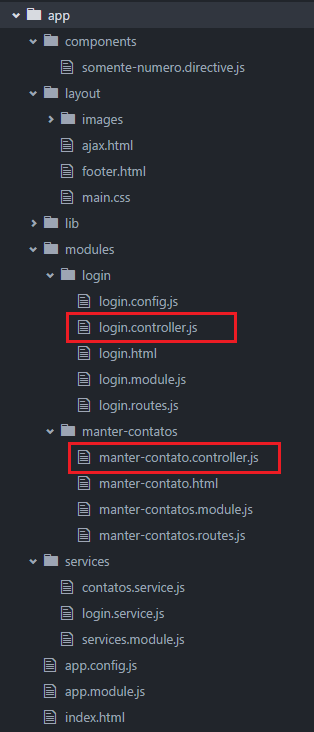 app
components
somente-numero.directive.js
layout
images
ajax.html
footer.html
main.css
lib
modules
login
login.config.js
login.controller.js
login.html
login.module.js
login.routes.js
manter-contatos
manter-contato.controller.js
manter-contato.html
manter-contatos.module.js
manter-contatos.routes.js
services
contatos.service.js
login.service.js
services.module.js
app.config.js
app.module.js
index.html